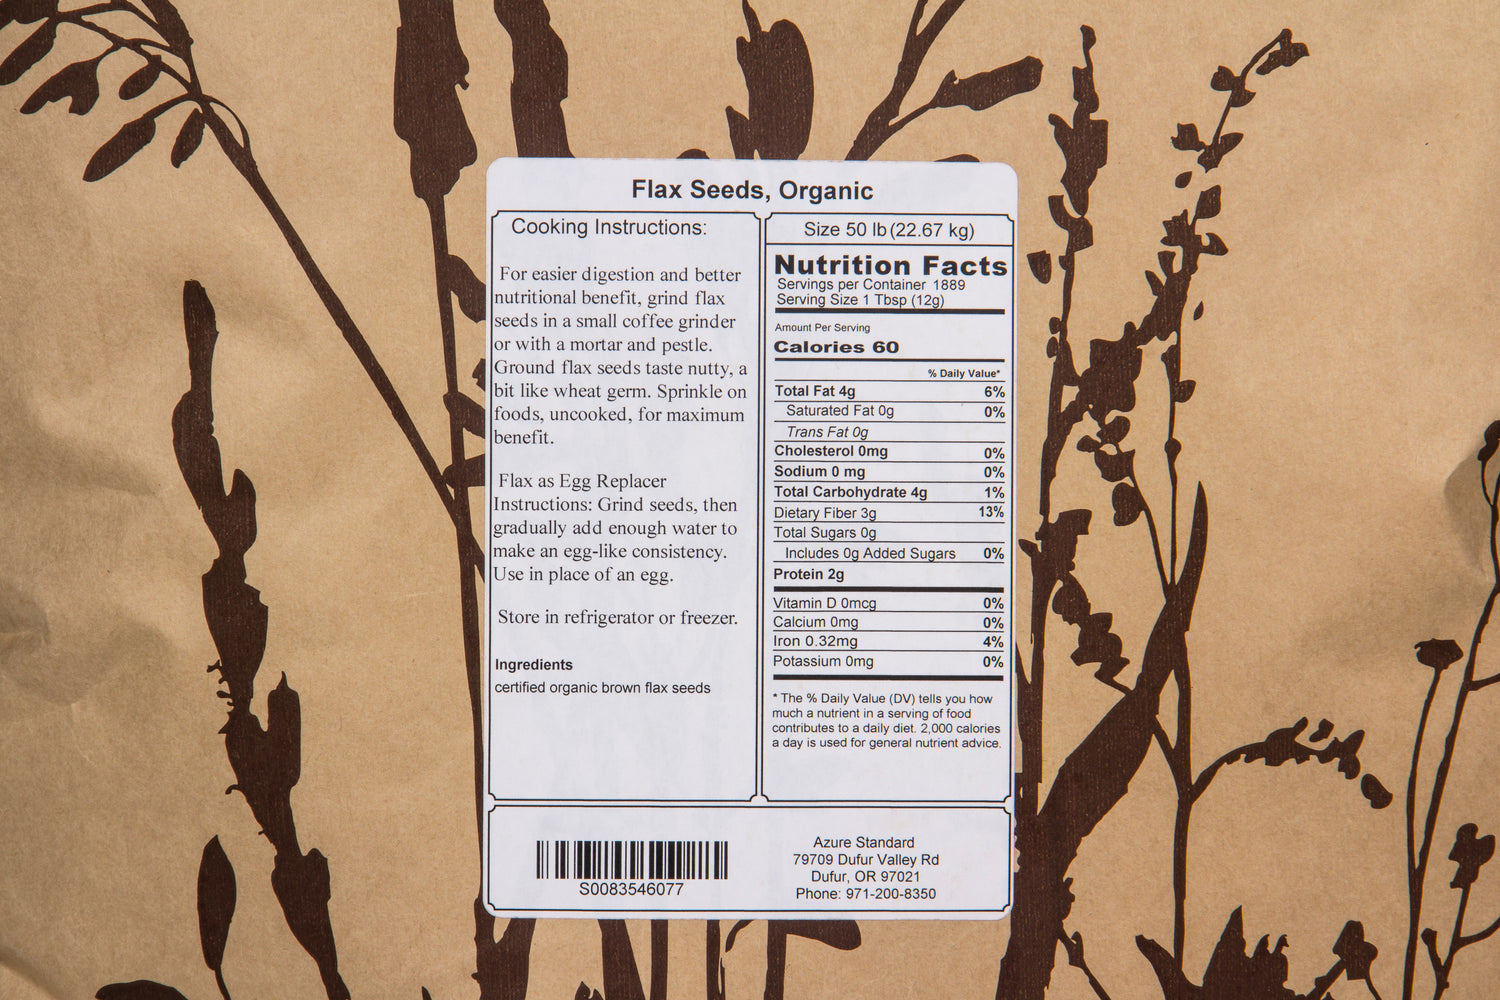 Flax Seeds, Organic
Cooking Instructions:
For easier digestion and better
nutritional benefit, grind flax
seeds in a small coffee grinder
or with a mortar and pestle.
Ground flax seeds taste nutty, a
bit like wheat germ. Sprinkle on
foods, uncooked, for maximum
benefit.
Flax as Egg Replacer
Instructions: Grind seeds, then
gradually add enough water to
make an egg-like consistency.
Use in place of an egg.
Store in refrigerator or freezer.
Ingredients
certified organic brown flax seeds
Size 50 lb (22.67 kg)
Nutrition Facts
Servings per Container 1889
Serving Size 1 Tbsp (12g)
Amount Per Serving
Calories 60
% Daily Value*
Total Fat 4g 6%
Saturated Fat 0g 0%
Trans Fat 0g
Cholesterol 0mg 0%
Sodium 0 mg 0%
Total Carbohydrate 4g 1%
Dietary Fiber 3g 13%
Total Sugars 0g
Includes 0g Added Sugars 0%
Protein 2g
Vitamin D 0mcg 0%
Calcium 0mg 0%
Iron 0.32mg 4%
Potassium 0mg 0%
* The % Daily Value (DV) tells you how
much a nutrient in a serving of food
contributes to a daily diet. 2,000 calories
a day is used for general nutrient advice.
S0083546077
Azure Standard
79709 Dufur Valley Rd
Dufur, OR 97021
Phone: 971-200-8350